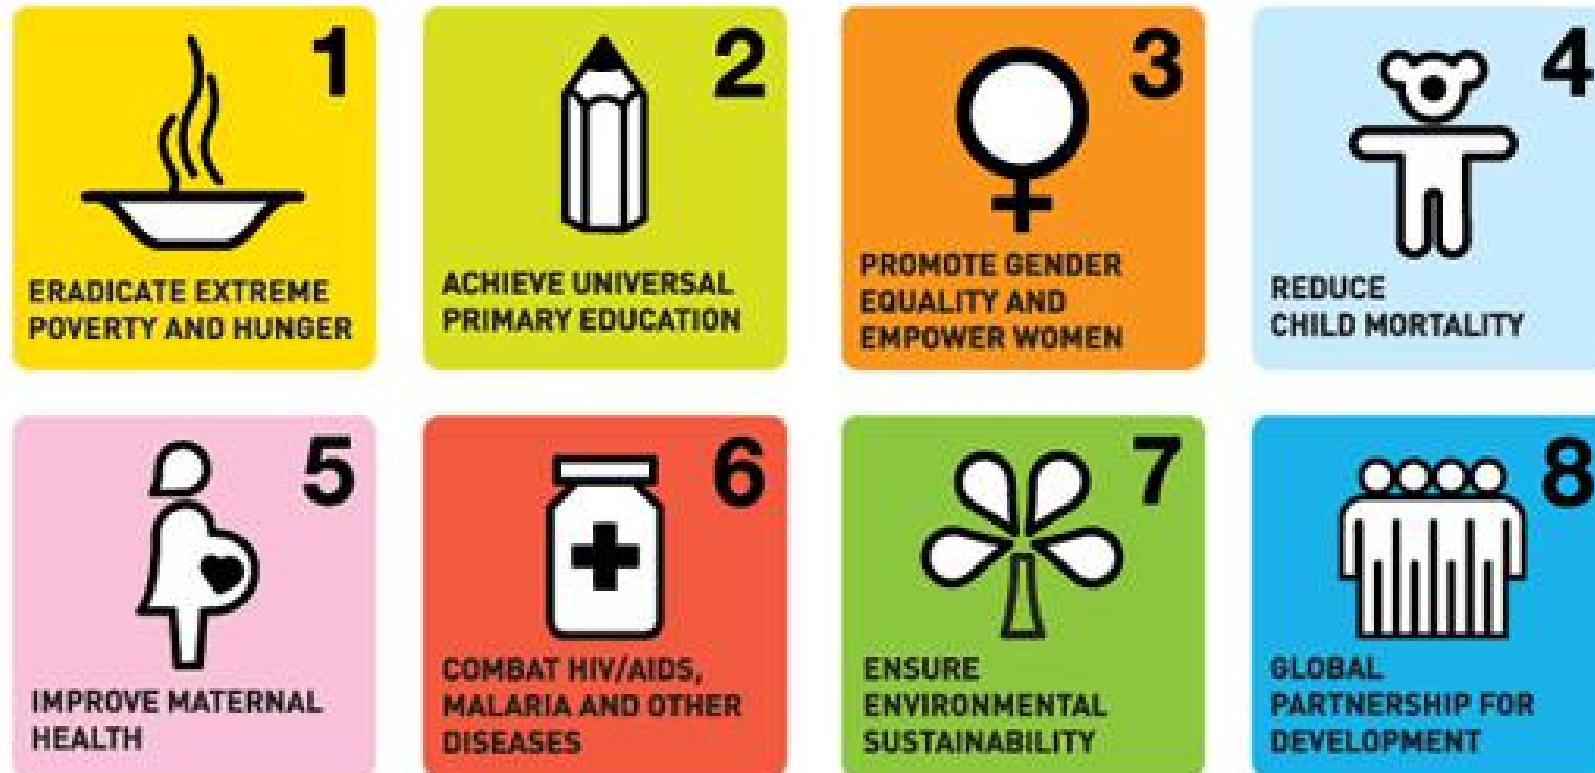 1
ERADICATE EXTREME
POVERTY AND HUNGER
2
ACHIEVE UNIVERSAL
PRIMARY EDUCATION
3
PROMOTE GENDER
EQUALITY AND
EMPOWER WOMEN
4
REDUCE
CHILD MORTALITY
5
IMPROVE MATERNAL
HEALTH
6
COMBAT HIV/AIDS,
MALARIA AND OTHER
DISEASES
7
ENSURE
ENVIRONMENTAL
SUSTAINABILITY
8
GLOBAL
PARTNERSHIP FOR
DEVELOPMENT